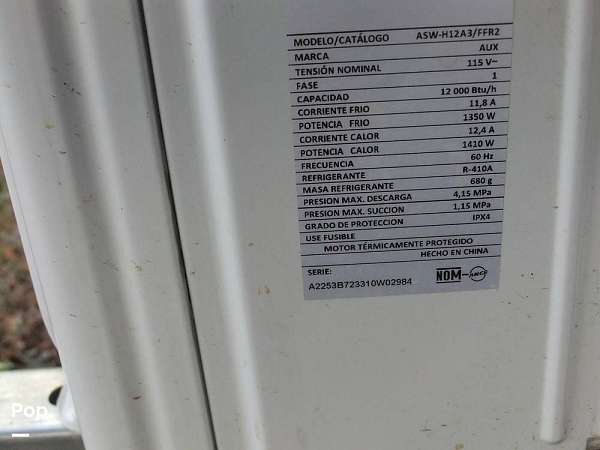 MODELO/CATÁLOGO ASW-H12A3/FFR2
MARCA AUX
TENSIÓN NOMINAL 115 V~
FASE 1
CAPACIDAD 12 000 Btu/h
CORRIENTE FRIO 11,8 A
POTENCIA FRIO 1350 W
CORRIENTE CALOR 12,4 A
POTENCIA CALOR 1410 W
FRECUENCIA 60 Hz
REFRIGERANTE R-410A
MASA REFRIGERANTE 680 g
PRESION MAX. DESCARGA 4,15 MPa
PRESION MAX. SUCCION 1,15 MPa
GRADO DE PROTECCION IPX4
USE FUSIBLE
MOTOR TÉRMICAMENTE PROTEGIDO
HECHO EN CHINA
SERIE: NOM-ANCE
A2253B723310W02984
Pop